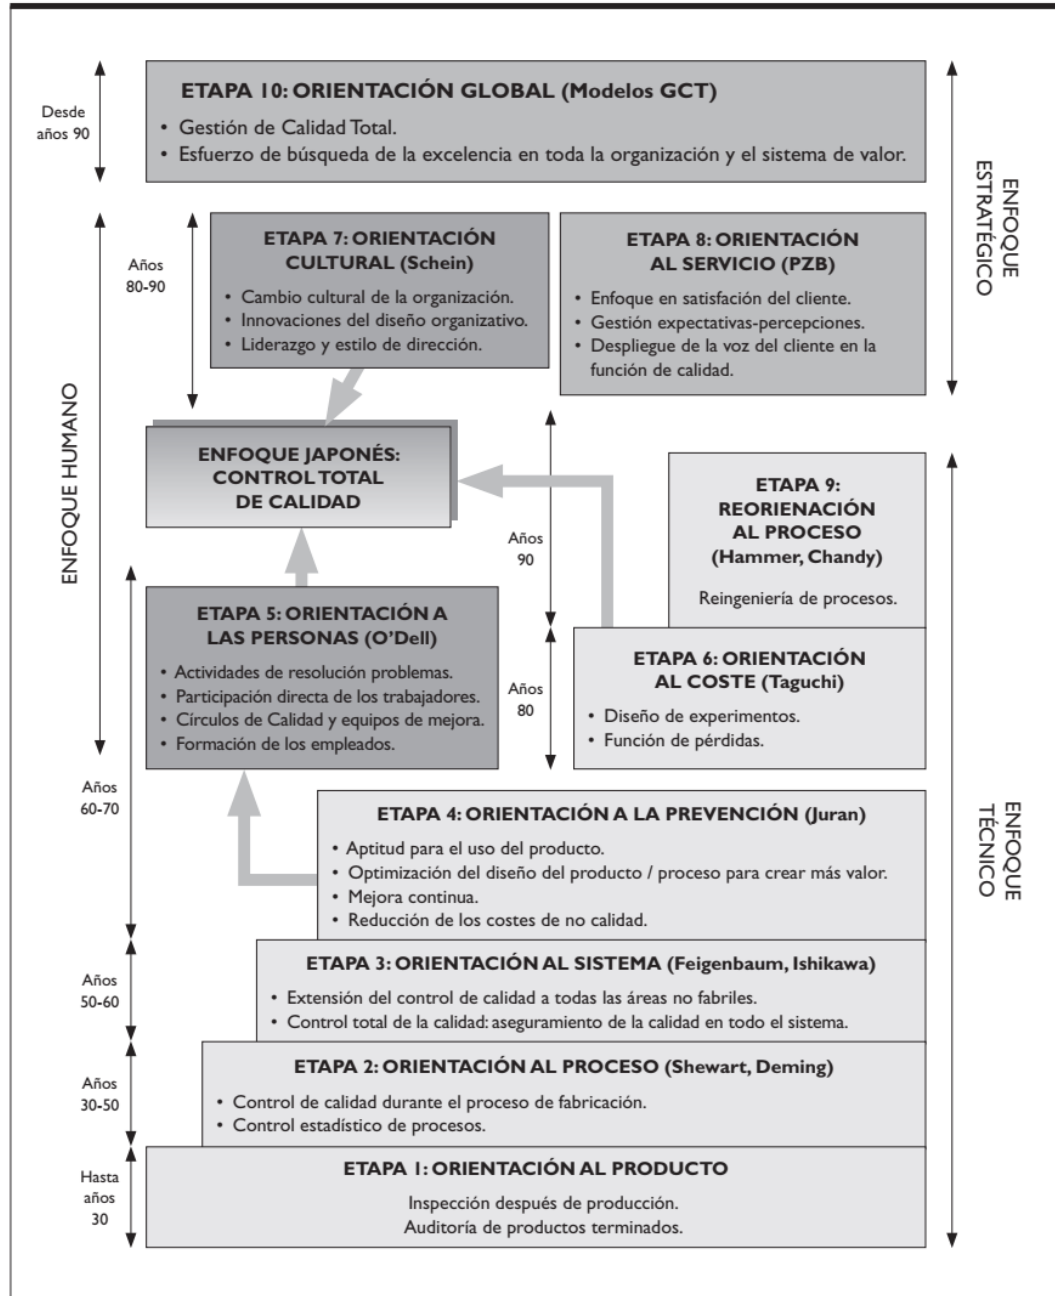 ETAPA 10: ORIENTACIÓN GLOBAL (Modelos GCT)
• Gestión de Calidad Total.
• Esfuerzo de búsqueda de la excelencia en toda la organización y el sistema de valor.
Desde
años 90
ENFOQUE
ESTRATÉGICO
ENFOQUE HUMANO
Años
80-90
ETAPA 7: ORIENTACIÓN
CULTURAL (Schein)
• Cambio cultural de la organización.
• Innovaciones del diseño organizativo.
• Liderazgo y estilo de dirección.
ETAPA 8: ORIENTACIÓN
AL SERVICIO (PZB)
• Enfoque en satisfacción del cliente.
• Gestión expectativas-percepciones.
• Despliegue de la voz del cliente en la
función de calidad.
ENFOQUE JAPONÉS:
CONTROL TOTAL
DE CALIDAD
Años
90
ETAPA 9:
REORIENACIÓN
AL PROCESO
(Hammer, Chandy)
Reingeniería de procesos.
ETAPA 5: ORIENTACIÓN A
LAS PERSONAS (O'Dell)
• Actividades de resolución problemas.
• Participación directa de los trabajadores.
• Círculos de Calidad y equipos de mejora.
• Formación de los empleados.
Años
80
ETAPA 6: ORIENTACIÓN
AL COSTE (Taguchi)
• Diseño de experimentos.
• Función de pérdidas.
Años
60-70
ENFOQUE
TÉCNICO
ETAPA 4: ORIENTACIÓN A LA PREVENCIÓN (Juran)
• Aptitud para el uso del producto.
• Optimización del diseño del producto / proceso para crear más valor.
• Mejora continua.
• Reducción de los costes de no calidad.
Años
50-60
ETAPA 3: ORIENTACIÓN AL SISTEMA (Feigenbaum, Ishikawa)
• Extensión del control de calidad a todas las áreas no fabriles.
• Control total de la calidad: aseguramiento de la calidad en todo el sistema.
Años
30-50
ETAPA 2: ORIENTACIÓN AL PROCESO (Shewart, Deming)
• Control de calidad durante el proceso de fabricación.
• Control estadístico de procesos.
Hasta
años
30
ETAPA 1: ORIENTACIÓN AL PRODUCTO
Inspección después de producción.
Auditoría de productos terminados.